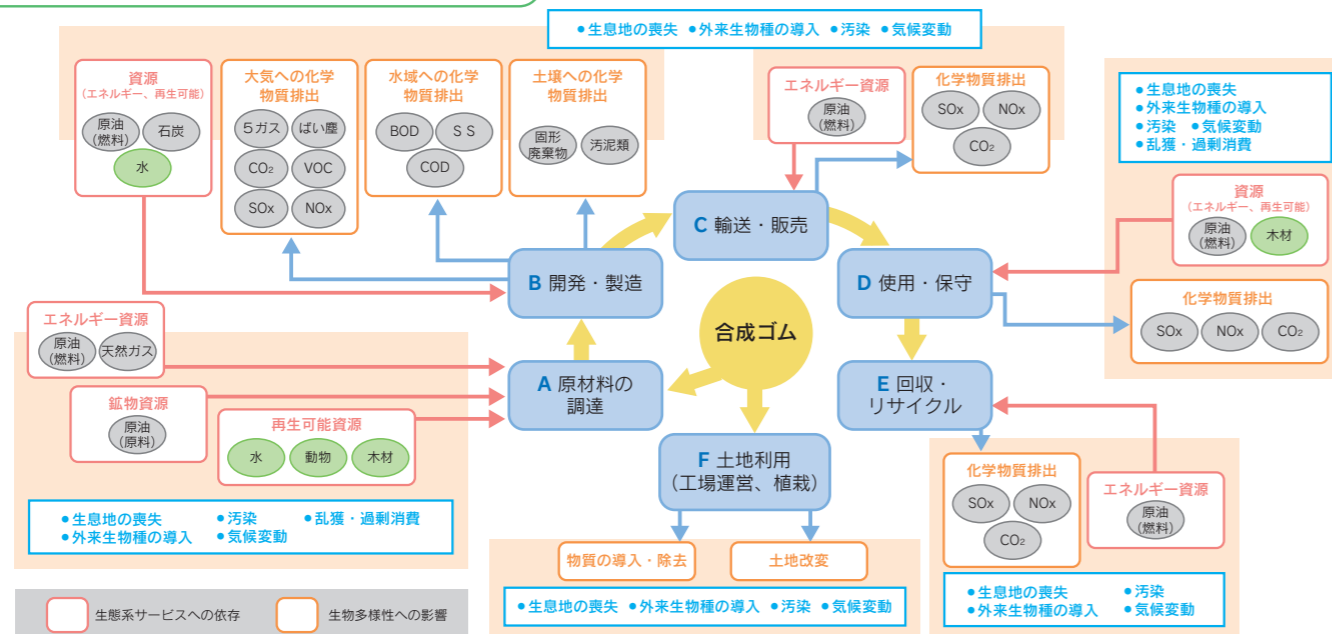 ●生息地の喪失 ●外来生物種の導入 ●汚染 ●気候変動
資源
（エネルギー、再生可能）
原油
（燃料）
石炭
水
大気への化学
物質排出
5ガス
ばい塵
CO₂
VOC
SOx
NOx
水域への化学
物質排出
BOD
ＳＳ
COD
土壌への化学
物質排出
固形
廃棄物
汚泥類
エネルギー資源
原油
（燃料）
化学物質排出
SOx
NOx
CO₂
●生息地の喪失
●外来生物種の導入
●汚染 ●気候変動
●乱獲・過剰消費
資源
（エネルギー、再生可能）
原油
（燃料）
木材
化学物質排出
SOx
NOx
CO₂
C 輸送・販売
B 開発・製造
D 使用・保守
合成ゴム
A 原材料の
調達
E 回収・
リサイクル
F 土地利用
（工場運営、植栽）
エネルギー資源
原油
（燃料）
天然ガス
鉱物資源
原油
（原料）
再生可能資源
水
動物
木材
●生息地の喪失 ●汚染 ●乱獲・過剰消費
●外来生物種の導入 ●気候変動
物質の導入・除去
土地改変
●生息地の喪失 ●外来生物種の導入 ●汚染 ●気候変動
化学物質排出
SOx
NOx
CO₂
エネルギー資源
原油
（燃料）
●生息地の喪失 ●汚染
●外来生物種の導入 ●気候変動
生態系サービスへの依存
生物多様性への影響